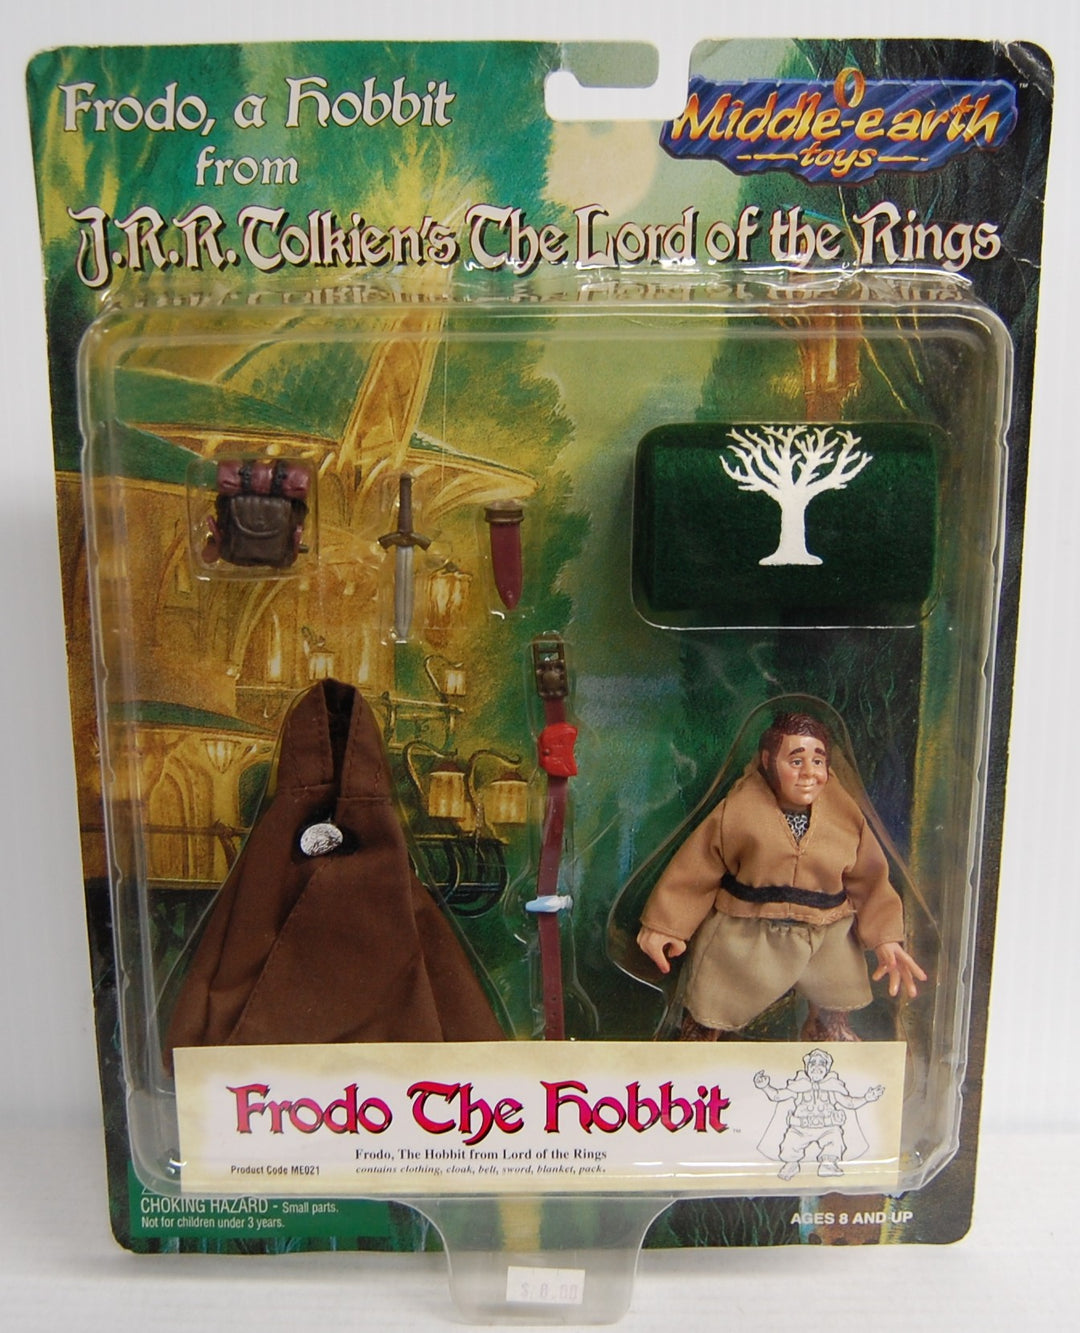 Frodo, a Hobbit
from
J.R.R. Tolkien's The Lord of the Rings
Middle-earth™
toys
Frodo The Hobbit™
Frodo, The Hobbit from Lord of the Rings
Product Code ME021
contains clothing, cloak, belt, sword, blanket, pack.
CHOKING HAZARD - Small parts.
Not for children under 3 years.
AGES 8 AND UP